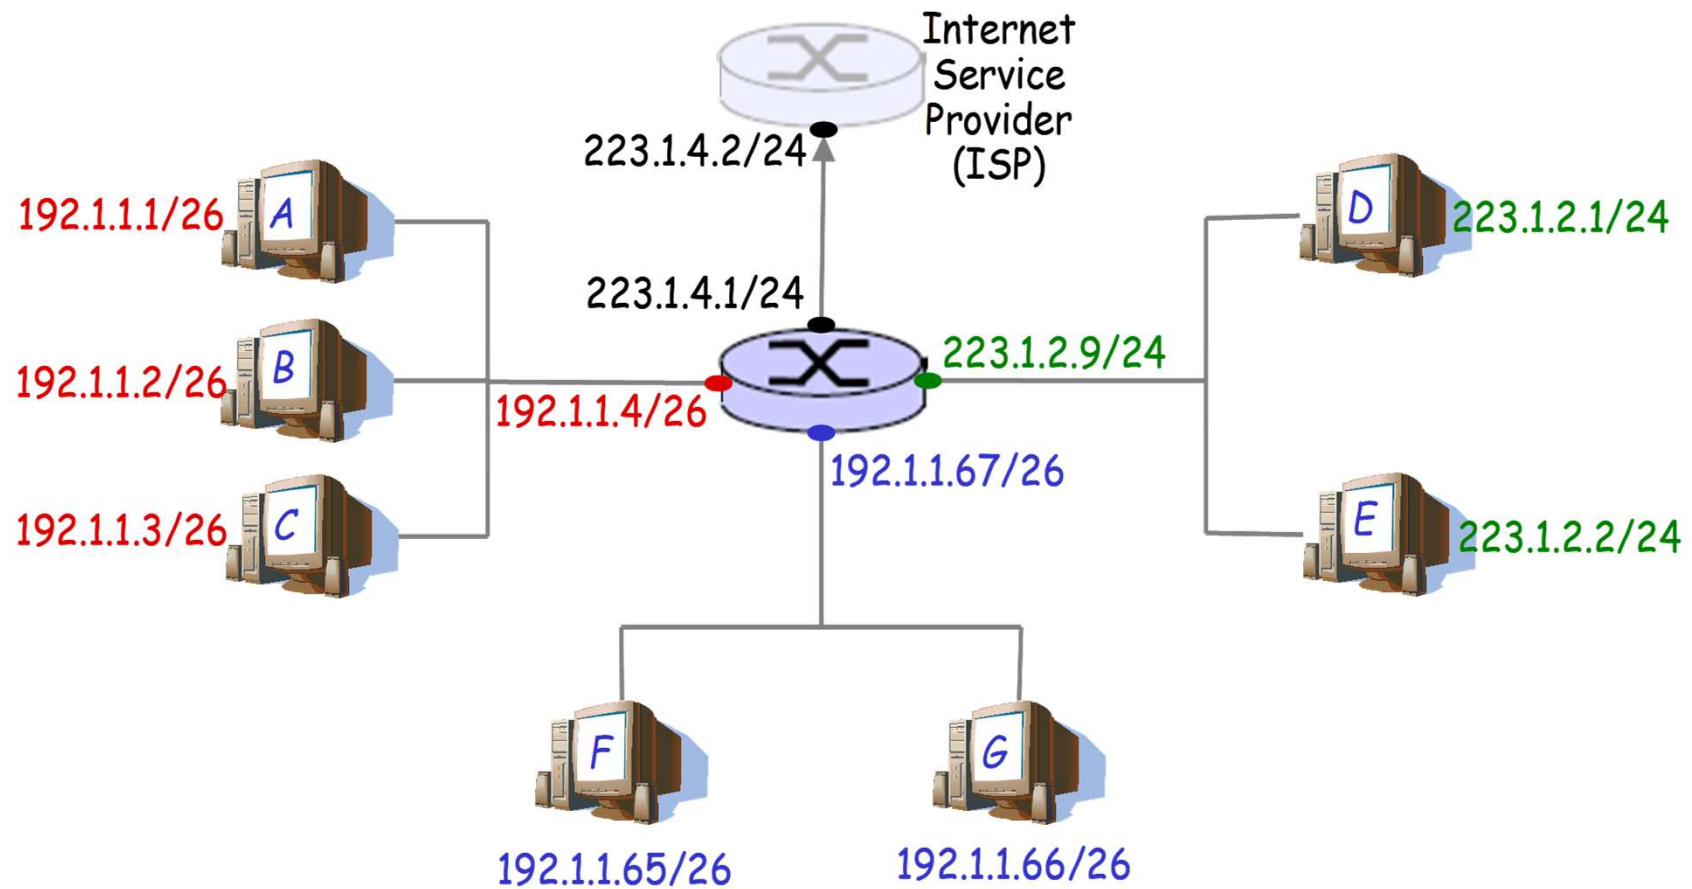 Internet
Service
Provider
(ISP)
223.1.4.2/24
192.1.1.1/26
A
D
223.1.2.1/24
223.1.4.1/24
192.1.1.2/26
B
223.1.2.9/24
192.1.1.4/26
192.1.1.67/26
192.1.1.3/26
C
E
223.1.2.2/24
F
G
192.1.1.65/26
192.1.1.66/26